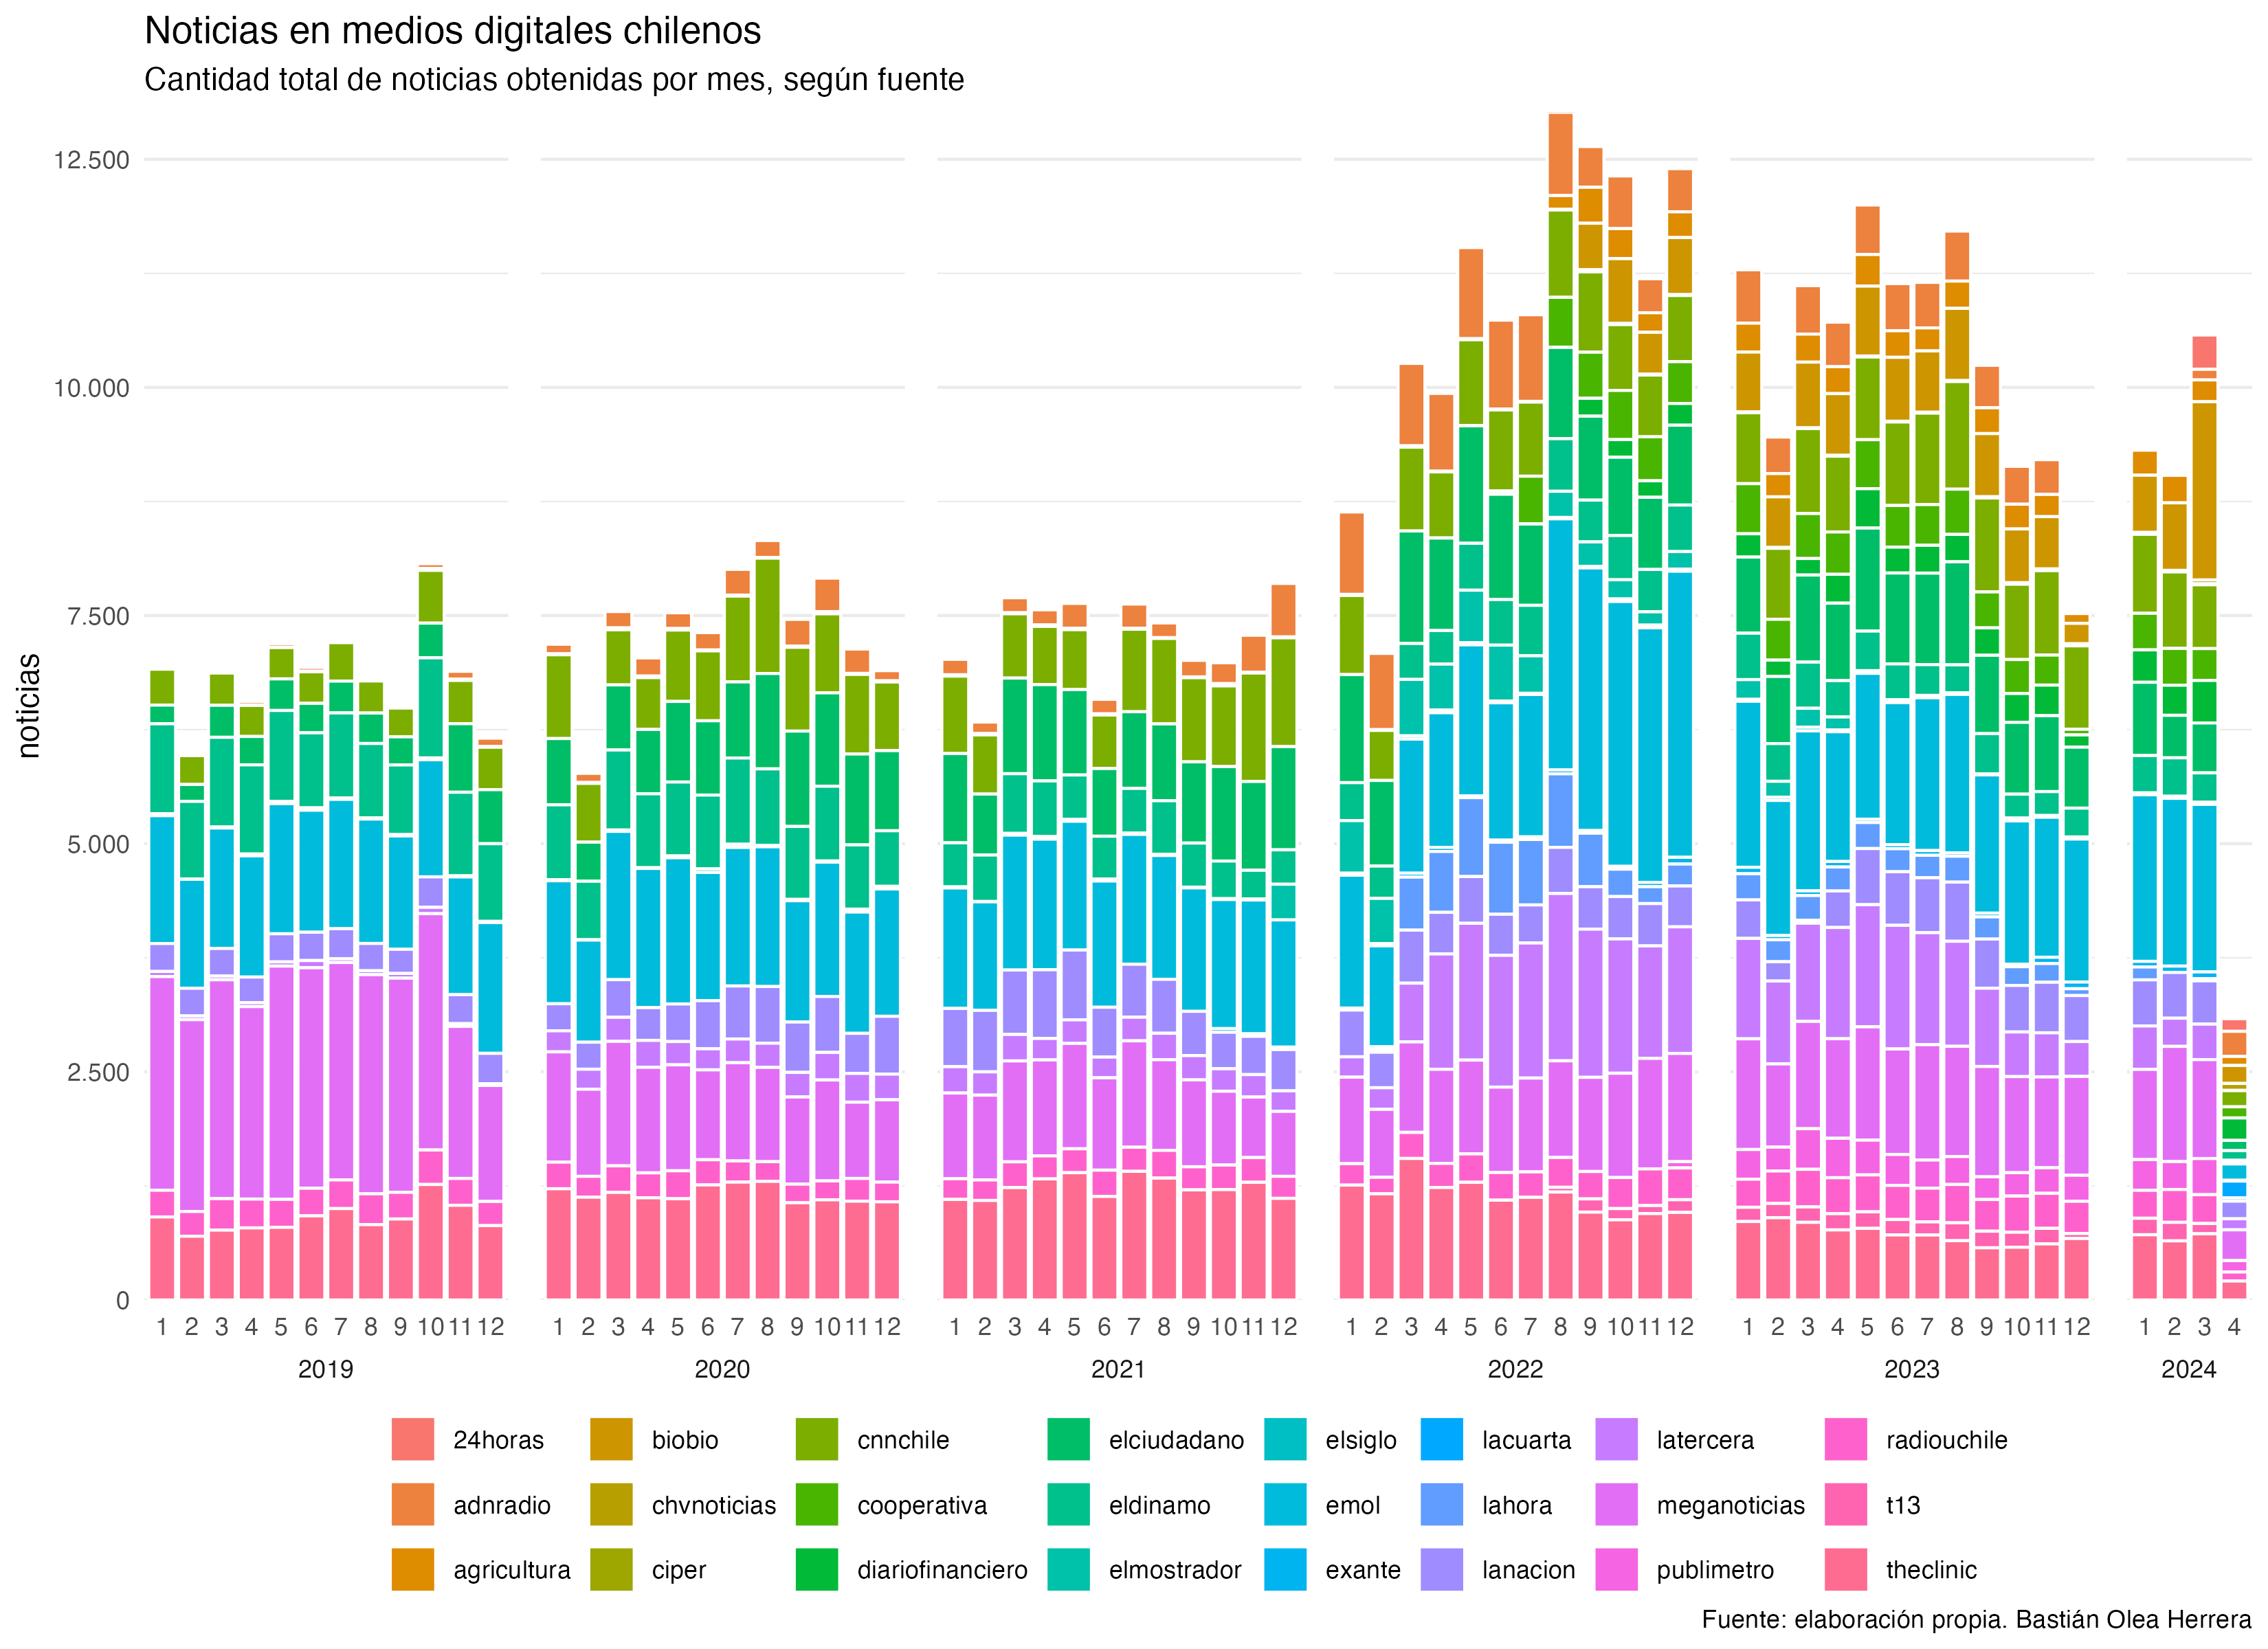 Noticias en medios digitales chilenos
Cantidad total de noticias obtenidas por mes, según fuente
noticias
12.500
10.000
7.500
5.000
2.500
0
1 2 3 4 5 6 7 8 9 10 11 12
1 2 3 4 5 6 7 8 9 10 11 12
1 2 3 4 5 6 7 8 9 10 11 12
1 2 3 4 5 6 7 8 9 10 11 12
1 2 3 4 5 6 7 8 9 10 11 12
1 2 3 4
2019 2020 2021 2022 2023 2024
24horas biobio cnnchile elciudadano elsiglo lacuarta latercera radiouchile
adnradio chvnoticias cooperativa eldinamo emol lahora meganoticias t13
agricultura ciper diariofinanciero elmostrador exante lanacion publimetro theclinic
Fuente: elaboración propia. Bastián Olea Herrera